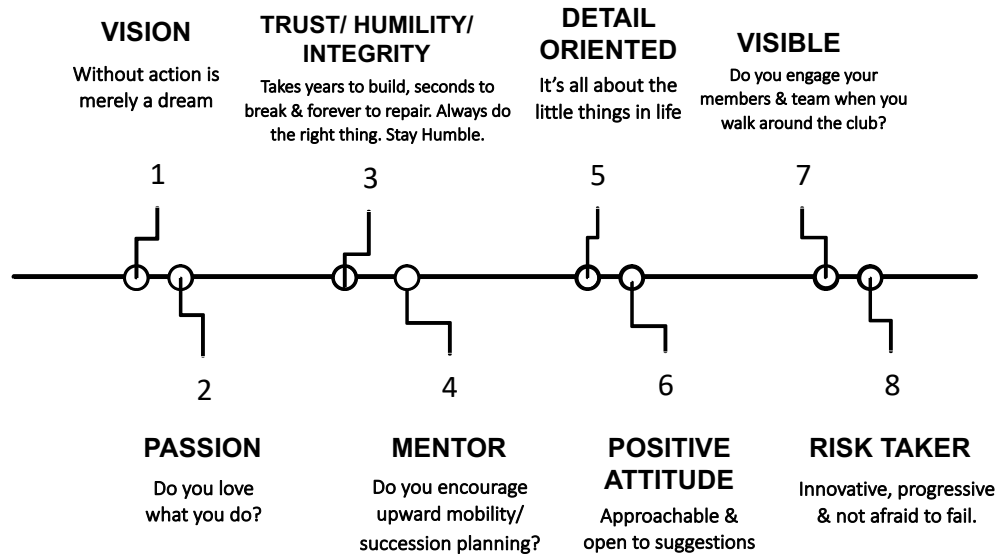 VISION
Without action is
merely a dream
1
TRUST/ HUMILITY/
INTEGRITY
Takes years to build, seconds to
break & forever to repair. Always do
the right thing. Stay Humble.
3
DETAIL
ORIENTED
It's all about the
little things in life
5
VISIBLE
Do you engage your
members & team when you
walk around the club?
7
2
PASSION
Do you love
what you do?
4
MENTOR
Do you encourage
upward mobility/
succession planning?
6
POSITIVE
ATTITUDE
Approachable &
open to suggestions
8
RISK TAKER
Innovative, progressive
& not afraid to fail.